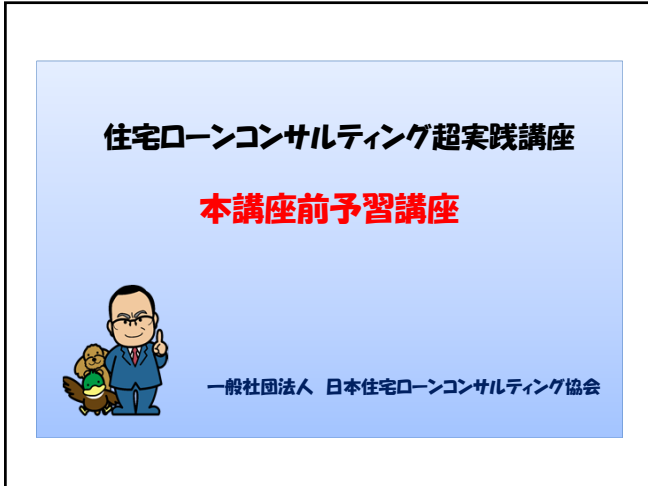 住宅ローンコンサルティング超実践講座
本講座前予習講座
一般社団法人 日本住宅ローンコンサルティング協会